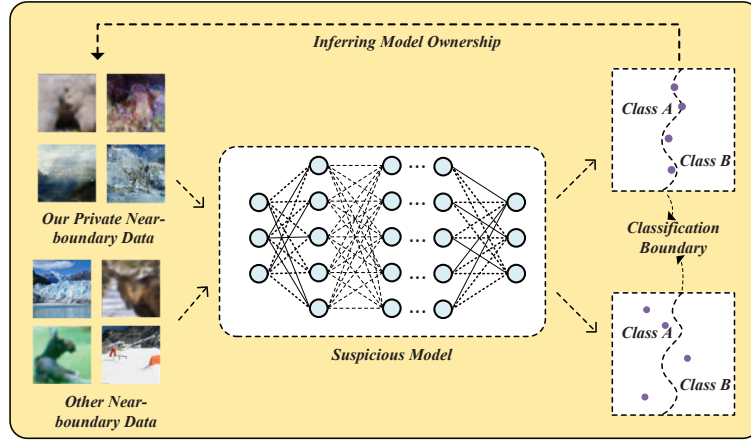 Inferring Model Ownership
Our Private Near-
boundary Data
Other Near-
boundary Data
... ...
... ...
... ...
... ...
... ...
Suspicious Model
Class A
Class B
Classification
Boundary
Class A
Class B